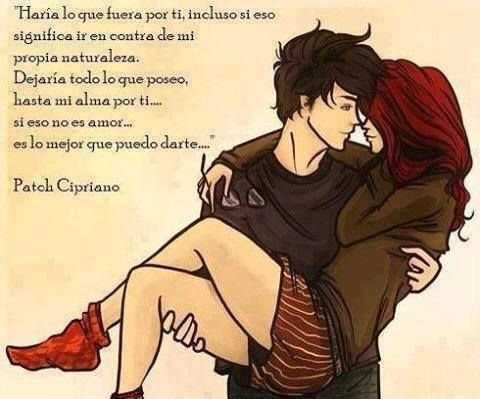 "Haría lo que fuera por ti, incluso si eso
significa ir en contra de mi
propia naturaleza.
Dejaría todo lo que poseo,
hasta mi alma por ti....
si eso no es amor...
es lo mejor que puedo darte...."
Patch Cipriano